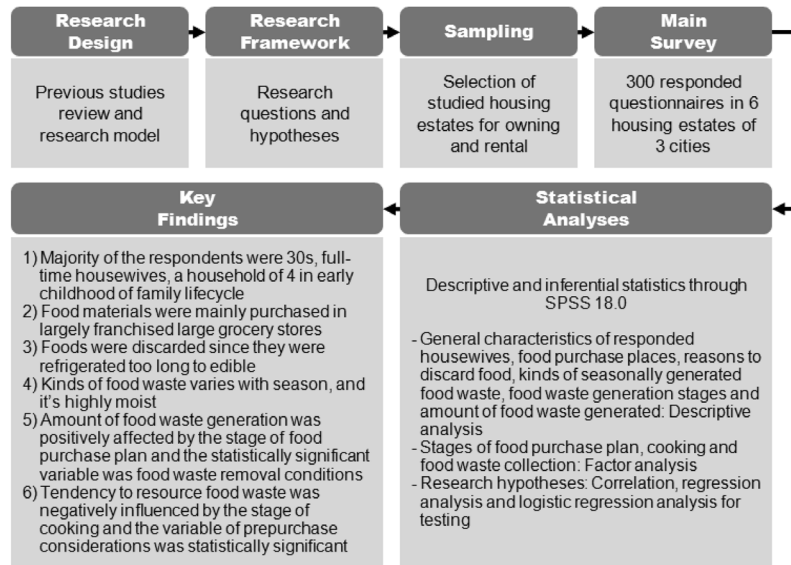 Research
Design
Research
Framework
Sampling
Main
Survey
Previous studies
review and
research model
Research
questions and
hypotheses
Selection of
studied housing
estates for owning
and rental
300 responded
questionnaires in 6
housing estates of
3 cities
Key
Findings
1) Majority of the respondents were 30s, full-
time housewives, a household of 4 in early
childhood of family lifecycle
2) Food materials were mainly purchased in
largely franchised large grocery stores
3) Foods were discarded since they were
refrigerated too long to edible
4) Kinds of food waste varies with season, and
it's highly moist
5) Amount of food waste generation was
positively affected by the stage of food
purchase plan and the statistically significant
variable was food waste removal conditions
6) Tendency to resource food waste was
negatively influenced by the stage of
cooking and the variable of prepurchase
considerations was statistically significant
Statistical
Analyses
Descriptive and inferential statistics through
SPSS 18.0
- General characteristics of responded
housewives, food purchase places, reasons to
discard food, kinds of seasonally generated
food waste, food waste generation stages and
amount of food waste generated: Descriptive
analysis
- Stages of food purchase plan, cooking and
food waste collection: Factor analysis
- Research hypotheses: Correlation, regression
analysis and logistic regression analysis for
testing